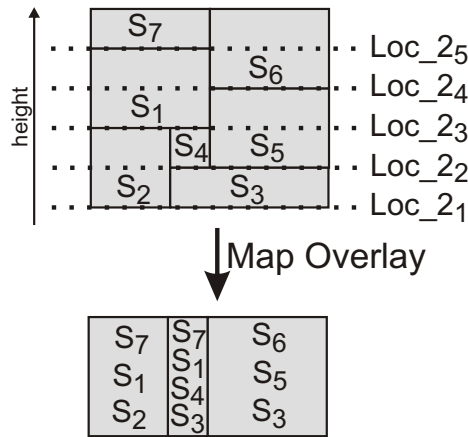 S7
Loc_25
S6
Loc_24
height
S1
Loc_23
S4
S5
Loc_22
S2
S3
Loc_21
Map Overlay
S7 S7 S6
S1 S1 S5
S4
S2 S3 S3